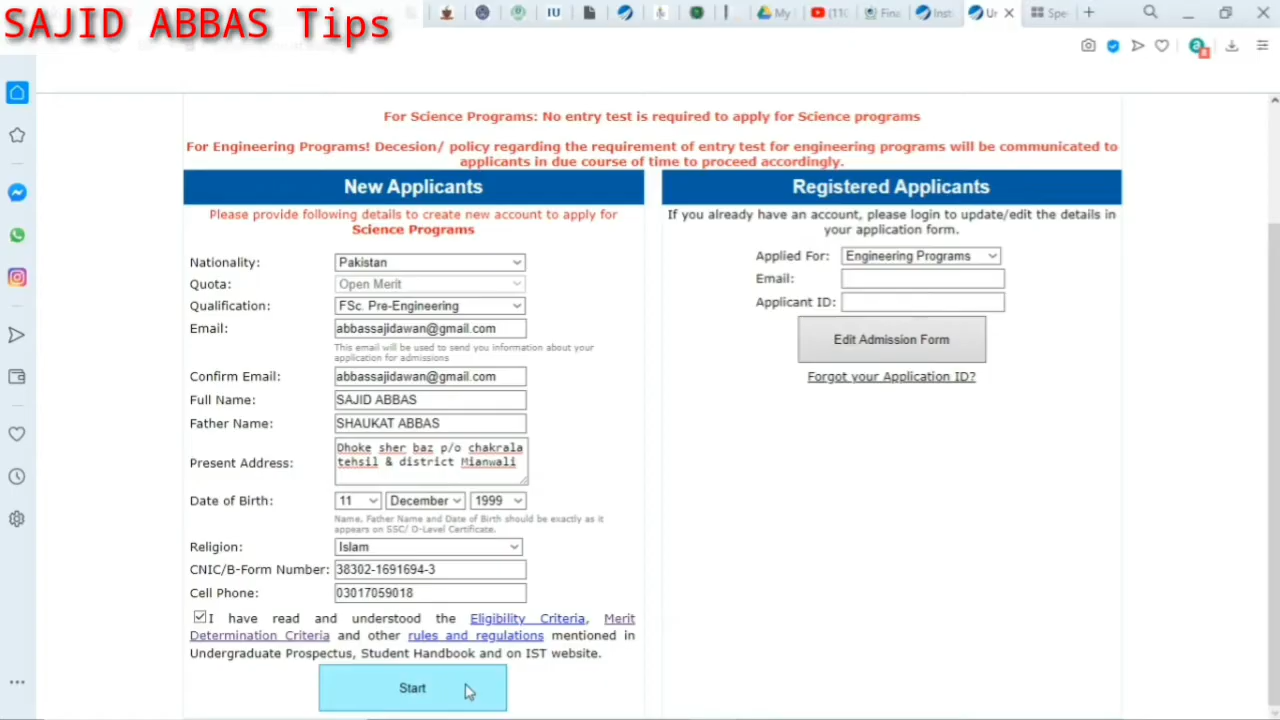 SAJID ABBAS Tips
IU
My
(11
Fina
Inst
Ur
Spe
For Science Programs: No entry test is required to apply for Science programs
For Engineering Programs! Decesion/ policy regarding the requirement of entry test for engineering programs will be communicated to
applicants in due course of time to proceed accordingly.
New Applicants
Please provide following details to create new account to apply for
Science Programs
Nationality: Pakistan
Quota: Open Merit
Qualification: FSc. Pre-Engineering
Email: abbassajidawan@gmail.com
This email will be used to send you information about your
application for admissions
Confirm Email: abbassajidawan@gmail.com
Full Name: SAJID ABBAS
Father Name: SHAUKAT ABBAS
Present Address: Dhoke sher baz p/o chakrala
tehsil & district Mianwali
Date of Birth: 11 December 1999
Name, Father Name and Date of Birth should be exactly as it
appears on SSC/ O-Level Certificate.
Religion: Islam
CNIC/B-Form Number: 38302-1691694-3
Cell Phone: 03017059018
I have read and understood the Eligibility Criteria, Merit
Determination Criteria and other rules and regulations mentioned in
Undergraduate Prospectus, Student Handbook and on IST website.
Start
Registered Applicants
If you already have an account, please login to update/edit the details in
your application form.
Applied For: Engineering Programs
Email:
Applicant ID:
Edit Admission Form
Forgot your Application ID?